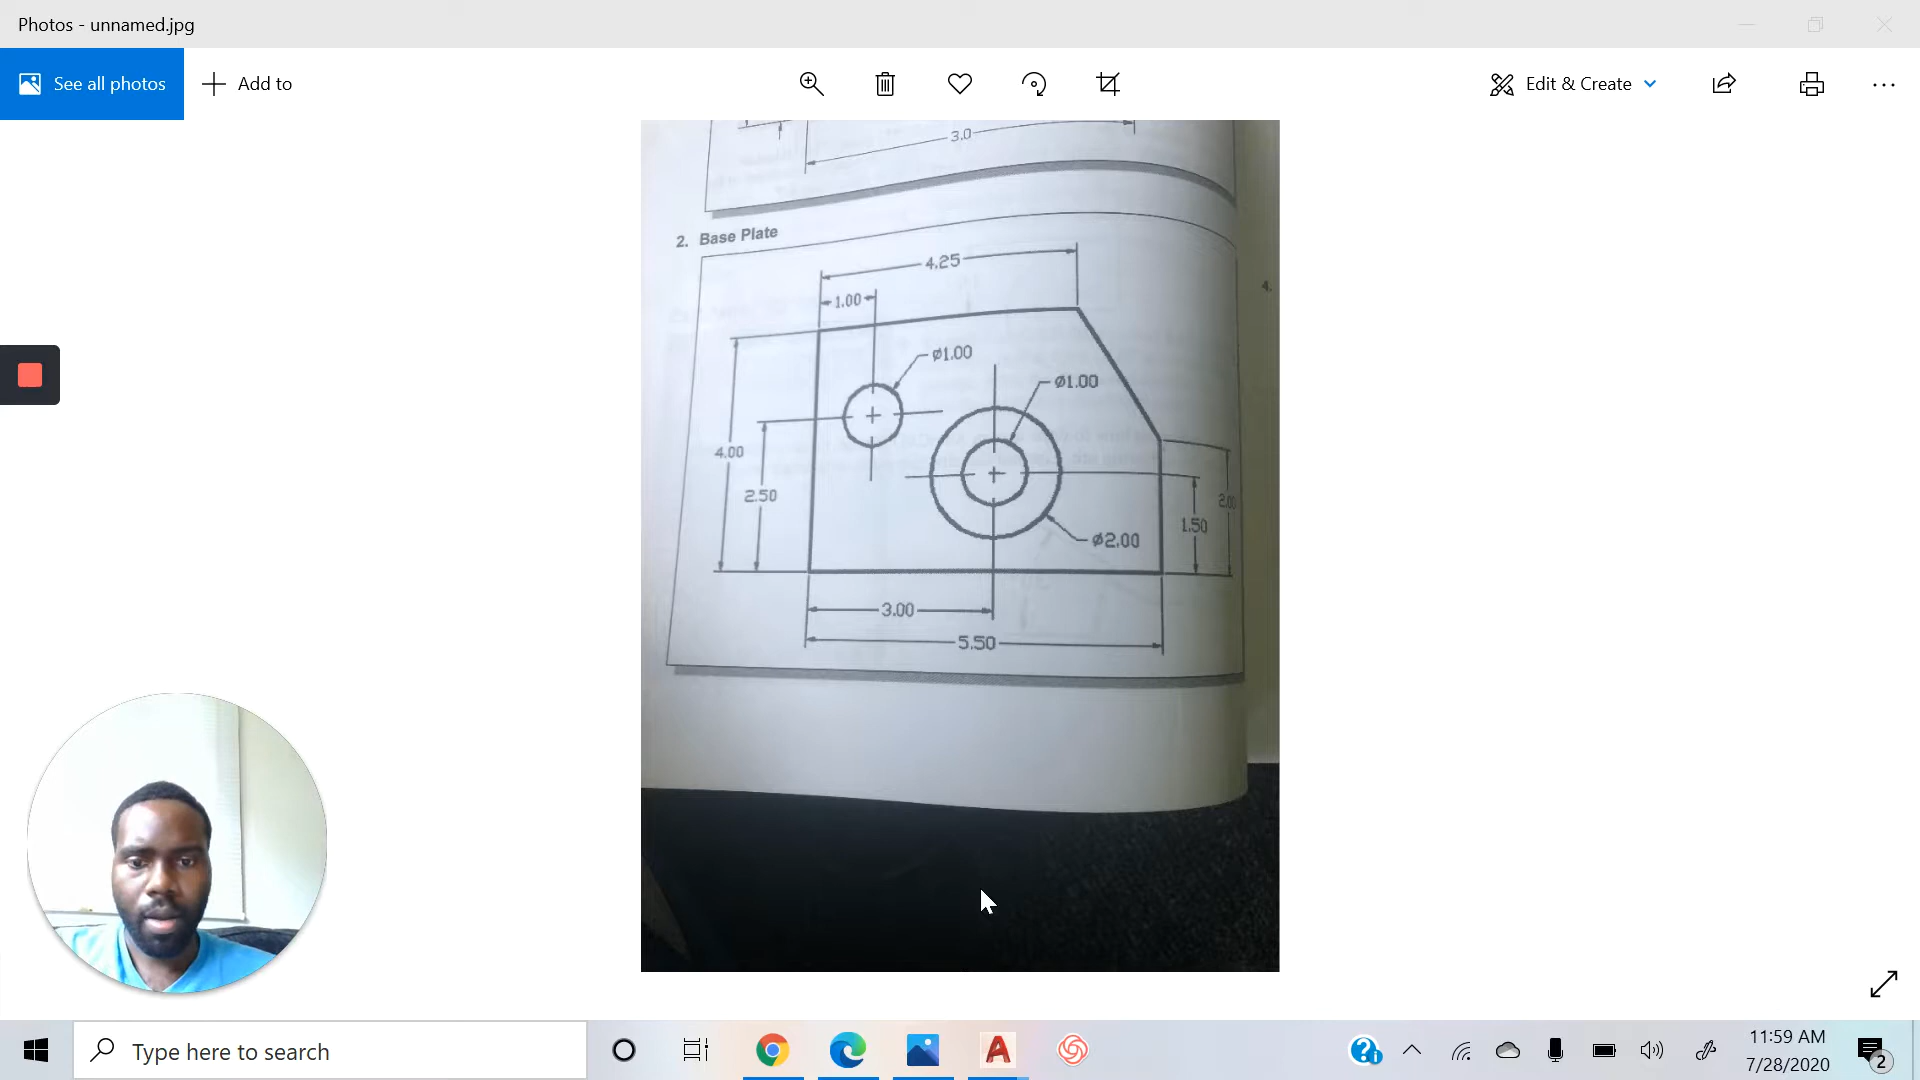 Photos - unnamed.jpg
See all photos
Add to
Edit & Create
3.0
2. Base Plate
4.25
1.00
4.
ø1.00
ø1.00
4.00
2.50
2.00
1.50
ø2.00
3.00
5.50
Type here to search
11:59 AM
7/28/2020
2